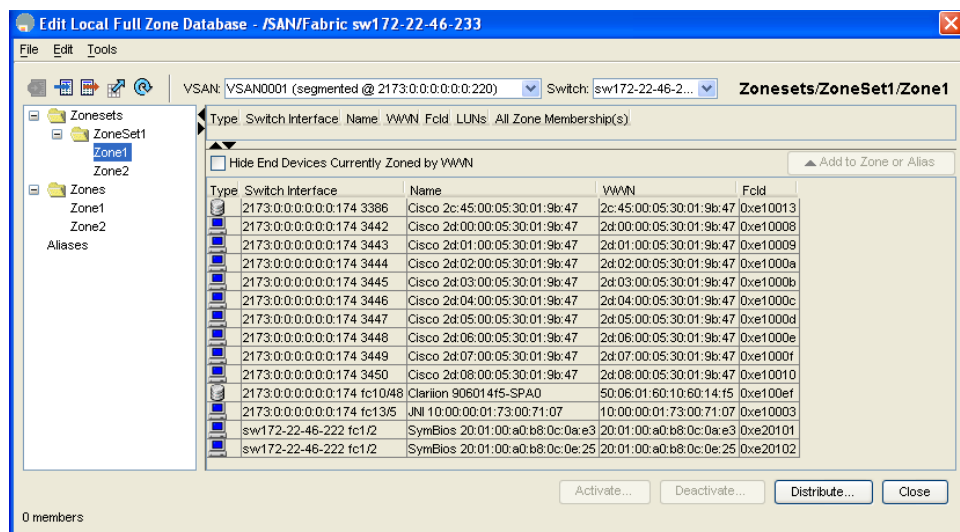 Edit Local Full Zone Database - /SAN/Fabric sw172-22-46-233
File Edit Tools
VSAN: VSAN0001 (segmented @ 2173:0:0:0:0:0:220) Switch: sw172-22-46-2... Zonesets/ZoneSet1/Zone1
Zonesets
ZoneSet1
Zone1
Zone2
Zones
Zone1
Zone2
Aliases
Type Switch Interface Name WWN FcId LUNs All Zone Membership(s)
Hide End Devices Currently Zoned by WWN Add to Zone or Alias
Type Switch Interface Name WWN FcId
2173:0:0:0:0:0:174 3386 Cisco 2c:45:00:05:30:01:9b:47 2c:45:00:05:30:01:9b:47 0xe10013
2173:0:0:0:0:0:174 3442 Cisco 2d:00:00:05:30:01:9b:47 2d:00:00:05:30:01:9b:47 0xe10008
2173:0:0:0:0:0:174 3443 Cisco 2d:01:00:05:30:01:9b:47 2d:01:00:05:30:01:9b:47 0xe10009
2173:0:0:0:0:0:174 3444 Cisco 2d:02:00:05:30:01:9b:47 2d:02:00:05:30:01:9b:47 0xe1000a
2173:0:0:0:0:0:174 3445 Cisco 2d:03:00:05:30:01:9b:47 2d:03:00:05:30:01:9b:47 0xe1000b
2173:0:0:0:0:0:174 3446 Cisco 2d:04:00:05:30:01:9b:47 2d:04:00:05:30:01:9b:47 0xe1000c
2173:0:0:0:0:0:174 3447 Cisco 2d:05:00:05:30:01:9b:47 2d:05:00:05:30:01:9b:47 0xe1000d
2173:0:0:0:0:0:174 3448 Cisco 2d:06:00:05:30:01:9b:47 2d:06:00:05:30:01:9b:47 0xe1000e
2173:0:0:0:0:0:174 3449 Cisco 2d:07:00:05:30:01:9b:47 2d:07:00:05:30:01:9b:47 0xe1000f
2173:0:0:0:0:0:174 3450 Cisco 2d:08:00:05:30:01:9b:47 2d:08:00:05:30:01:9b:47 0xe10010
2173:0:0:0:0:0:174 fc10/48 Clariion 906014f5-SPA0 50:06:01:60:10:60:14:f5 0xe100ef
2173:0:0:0:0:0:174 fc13/5 JNI 10:00:00:01:73:00:71:07 10:00:00:01:73:00:71:07 0xe10003
sw172-22-46-222 fc1/2 SymBios 20:01:00:a0:b8:0c:0a:e3 20:01:00:a0:b8:0c:0a:e3 0xe20101
sw172-22-46-222 fc1/2 SymBios 20:01:00:a0:b8:0c:0e:25 20:01:00:a0:b8:0c:0e:25 0xe20102
Activate... Deactivate... Distribute... Close
0 members